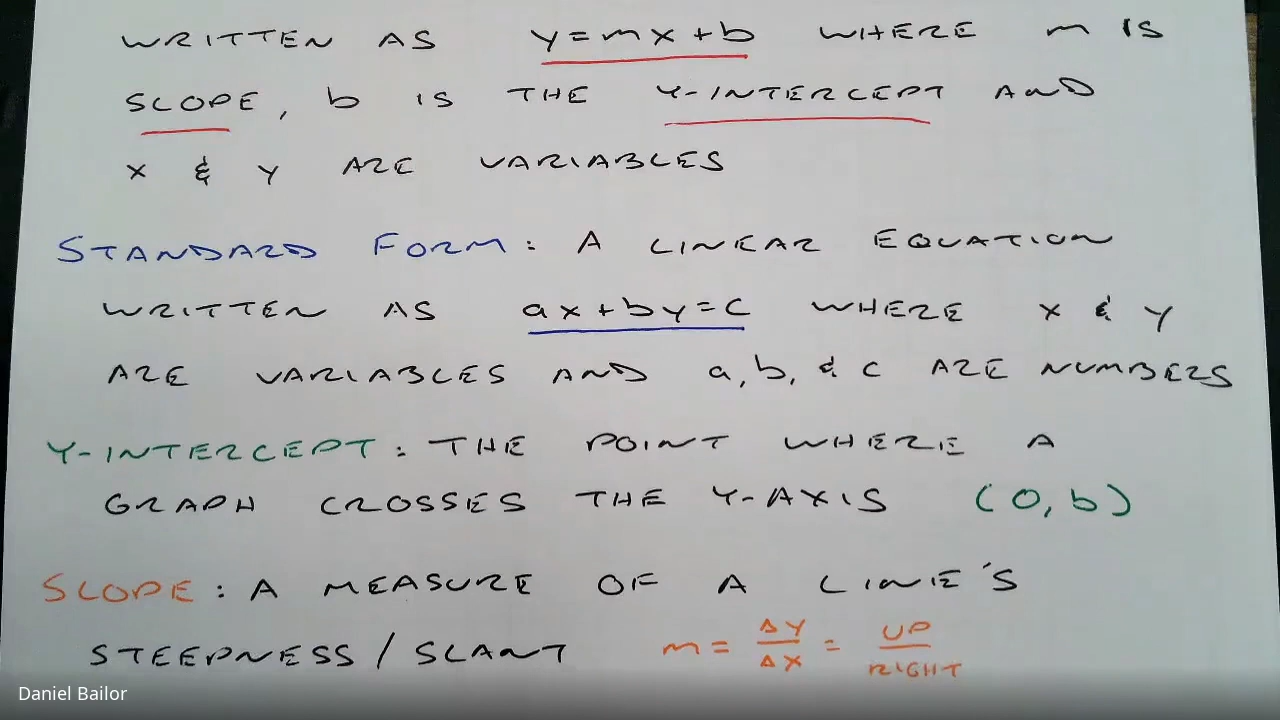 WRITTEN AS y=mx+b WHERE m IS
SLOPE, b IS THE Y-INTERCEPT AND
x & y ARE VARIABLES
STANDARD FORM: A LINEAR EQUATION
WRITTEN AS ax+by=c WHERE x & y
ARE VARIABLES AND a, b, & c ARE NUMBERS
Y-INTERCEPT: THE POINT WHERE A
GRAPH CROSSES THE Y-AXIS (0,b)
SLOPE: A MEASURE OF A LINE'S
STEEPNESS/SLANT m = ΔY/ΔX = UP/RIGHT
Daniel Bailor